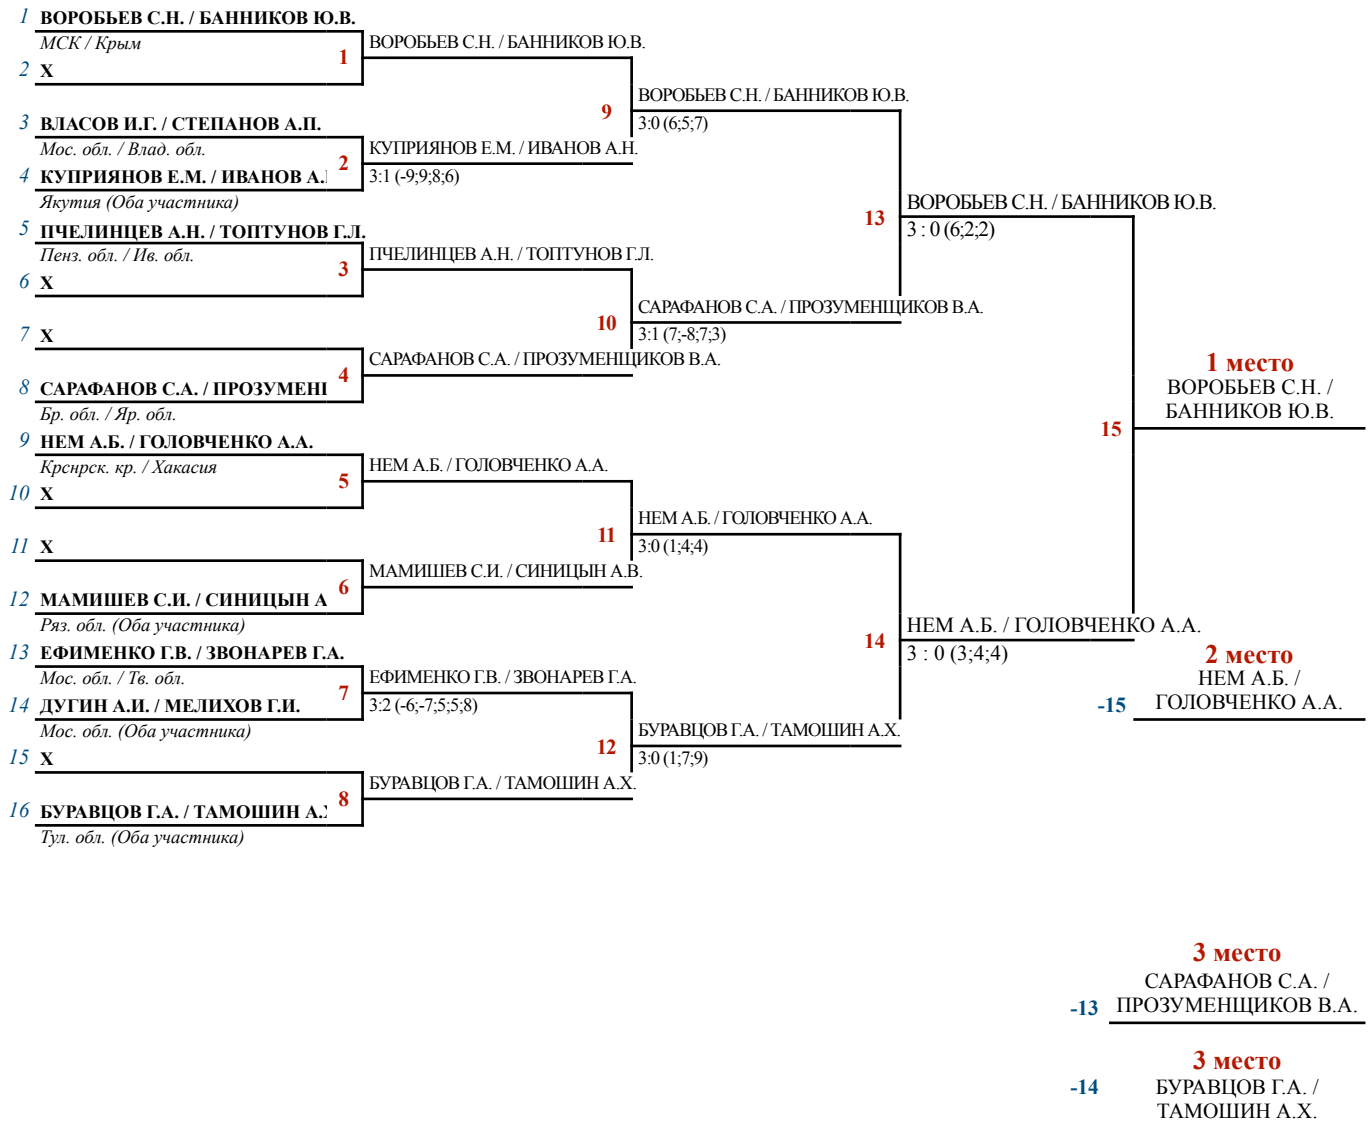 1 ВОРОБЬЕВ С.Н. / БАННИКОВ Ю.В.
МСК / Крым
2 X
3 ВЛАСОВ И.Г. / СТЕПАНОВ А.П.
Мос. обл. / Влад. обл.
4 КУПРИЯНОВ Е.М. / ИВАНОВ А.
Якутия (Оба участника)
5 ПЧЕЛИНЦЕВ А.Н. / ТОПТУНОВ Г.Л.
Пенз. обл. / Ив. обл.
6 X
7 X
8 САРАФАНОВ С.А. / ПРОЗУМЕНЩ
Бр. обл. / Яр. обл.
9 НЕМ А.Б. / ГОЛОВЧЕНКО А.А.
Крснрск. кр. / Хакасия
10 X
11 X
12 МАМИШЕВ С.И. / СИНИЦЫН А
Ряз. обл. (Оба участника)
13 ЕФИМЕНКО Г.В. / ЗВОНАРЕВ Г.А.
Мос. обл. / Тв. обл.
14 ДУГИН А.И. / МЕЛИХОВ Г.И.
Мос. обл. (Оба участника)
15 X
16 БУРАВЦОВ Г.А. / ТАМОШИН А.Х
Тул. обл. (Оба участника)
1 ВОРОБЬЕВ С.Н. / БАННИКОВ Ю.В.
2 КУПРИЯНОВ Е.М. / ИВАНОВ А.Н.
3:1 (-9;9;8;6)
3 ПЧЕЛИНЦЕВ А.Н. / ТОПТУНОВ Г.Л.
4 САРАФАНОВ С.А. / ПРОЗУМЕНЩИКОВ В.А.
5 НЕМ А.Б. / ГОЛОВЧЕНКО А.А.
6 МАМИШЕВ С.И. / СИНИЦЫН А.В.
7 ЕФИМЕНКО Г.В. / ЗВОНАРЕВ Г.А.
3:2 (-6;-7;5;5;8)
8 БУРАВЦОВ Г.А. / ТАМОШИН А.Х.
9 ВОРОБЬЕВ С.Н. / БАННИКОВ Ю.В.
3:0 (6;5;7)
10 САРАФАНОВ С.А. / ПРОЗУМЕНЩИКОВ В.А.
3:1 (7;-8;7;3)
11 НЕМ А.Б. / ГОЛОВЧЕНКО А.А.
3:0 (1;4;4)
12 БУРАВЦОВ Г.А. / ТАМОШИН А.Х.
3:0 (1;7;9)
13 ВОРОБЬЕВ С.Н. / БАННИКОВ Ю.В.
3 : 0 (6;2;2)
14 НЕМ А.Б. / ГОЛОВЧЕНКО А.А.
3 : 0 (3;4;4)
15
1 место
ВОРОБЬЕВ С.Н. /
БАННИКОВ Ю.В.
2 место
НЕМ А.Б. /
-15 ГОЛОВЧЕНКО А.А.
3 место
САРАФАНОВ С.А. /
-13 ПРОЗУМЕНЩИКОВ В.А.
3 место
-14 БУРАВЦОВ Г.А. /
ТАМОШИН А.Х.